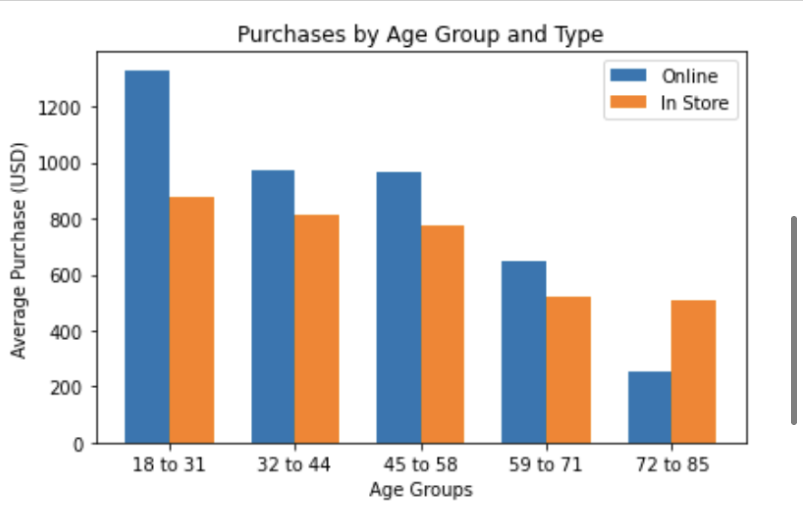 Purchases by Age Group and Type
Online
In Store
1200
1000
800
600
400
200
0
Average Purchase (USD)
18 to 31 32 to 44 45 to 58 59 to 71 72 to 85
Age Groups